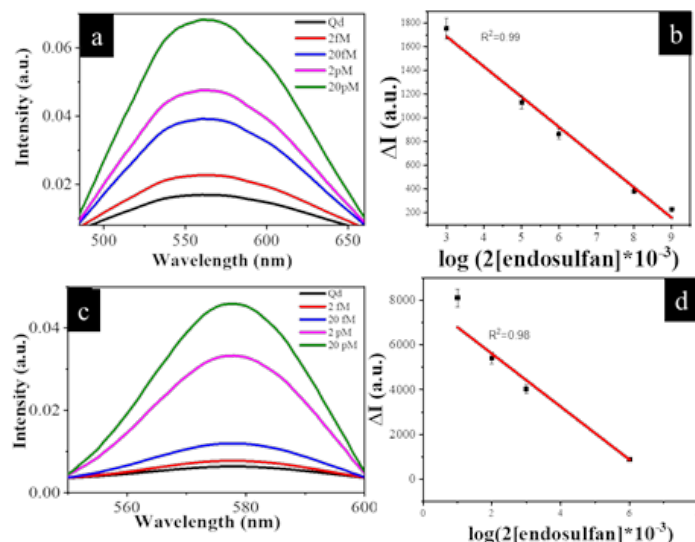 a
Qd
2fM
20fM
2pM
20pM
Intensity (a.u.)
0.06
0.04
0.02
500
550
600
650
Wavelength (nm)
b
R²=0.99
ΔI (a.u.)
1800
1600
1400
1200
1000
800
600
400
200
3
4
5
6
7
8
9
log (2[endosulfan]*10⁻³)
c
Qd
2 fM
20 fM
2 pM
20 pM
Intensity (a.u.)
0.04
0.02
0.00
560
580
600
Wavelength (nm)
d
R²=0.98
ΔI (a.u.)
8000
6000
4000
2000
0
0
2
4
6
log(2[endosulfan]*10⁻³)